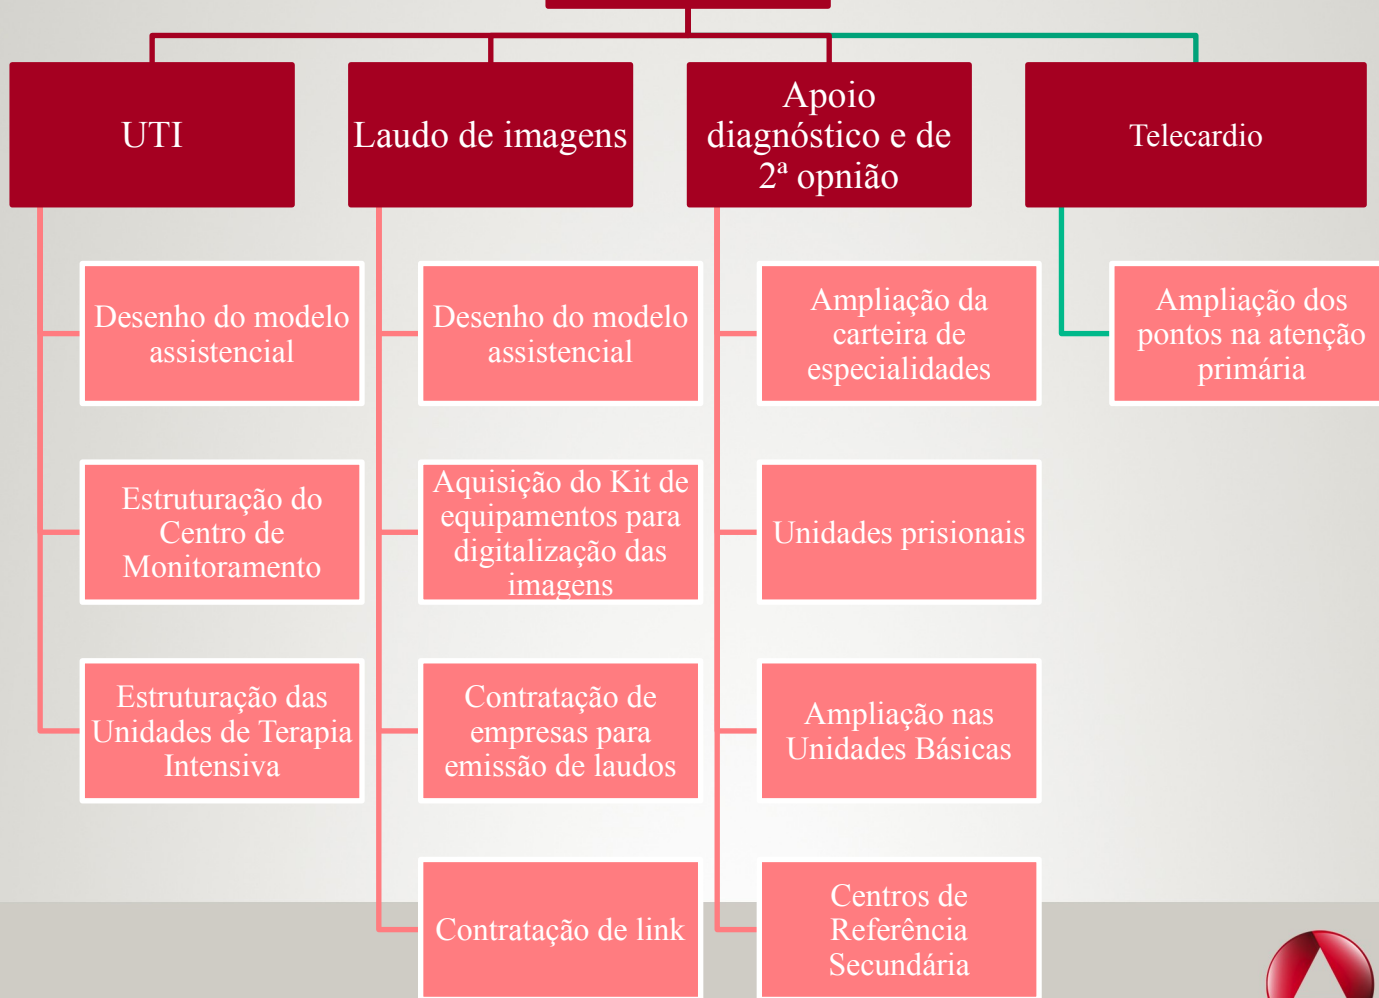 UTI
Desenho do modelo
assistencial
Estruturação do
Centro de
Monitoramento
Estruturação das
Unidades de Terapia
Intensiva
Laudo de imagens
Desenho do modelo
assistencial
Aquisição do Kit de
equipamentos para
digitalização das
imagens
Contratação de
empresas para
emissão de laudos
Contratação de link
Apoio
diagnóstico e de
2ª opnião
Ampliação da
carteira de
especialidades
Unidades prisionais
Ampliação nas
Unidades Básicas
Centros de
Referência
Secundária
Telecardio
Ampliação dos
pontos na atenção
primária